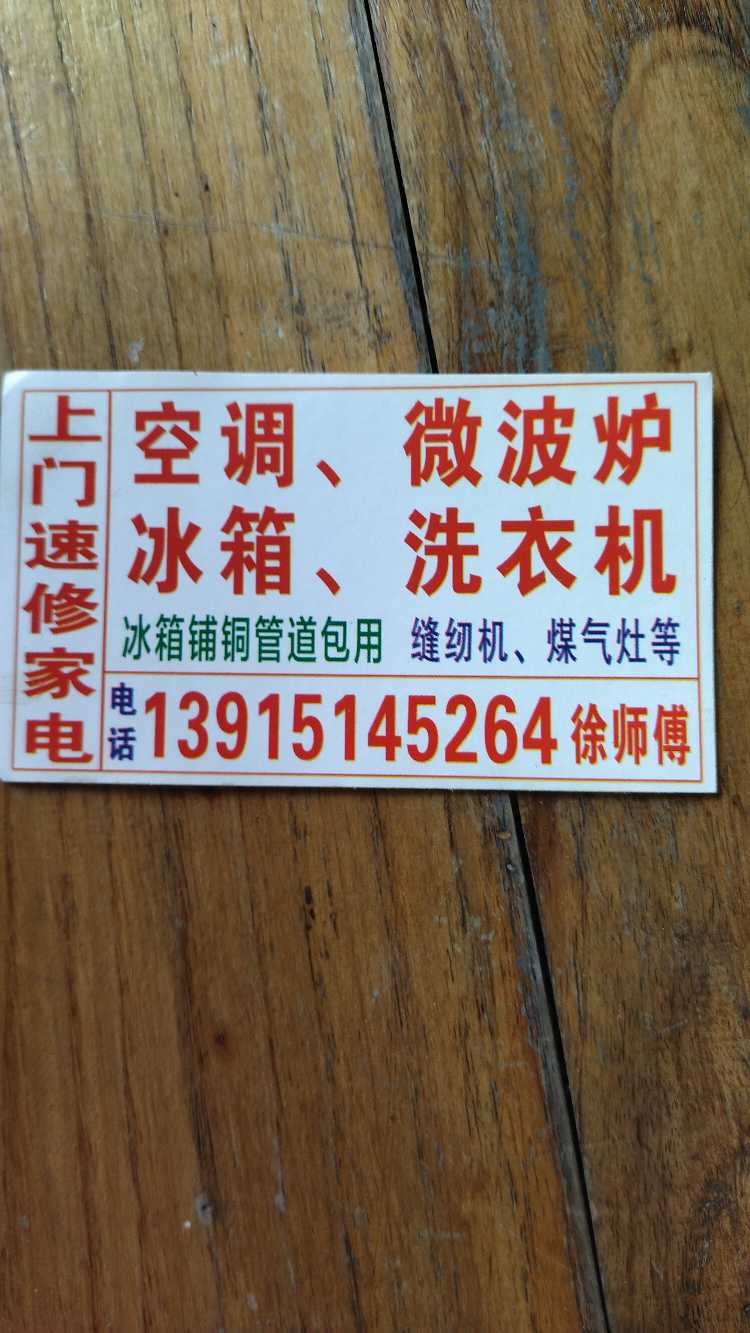 上门速修家电
空调、微波炉
冰箱、洗衣机
冰箱铺铜管道包用 缝纫机、煤气灶等
电话 13915145264 徐师傅